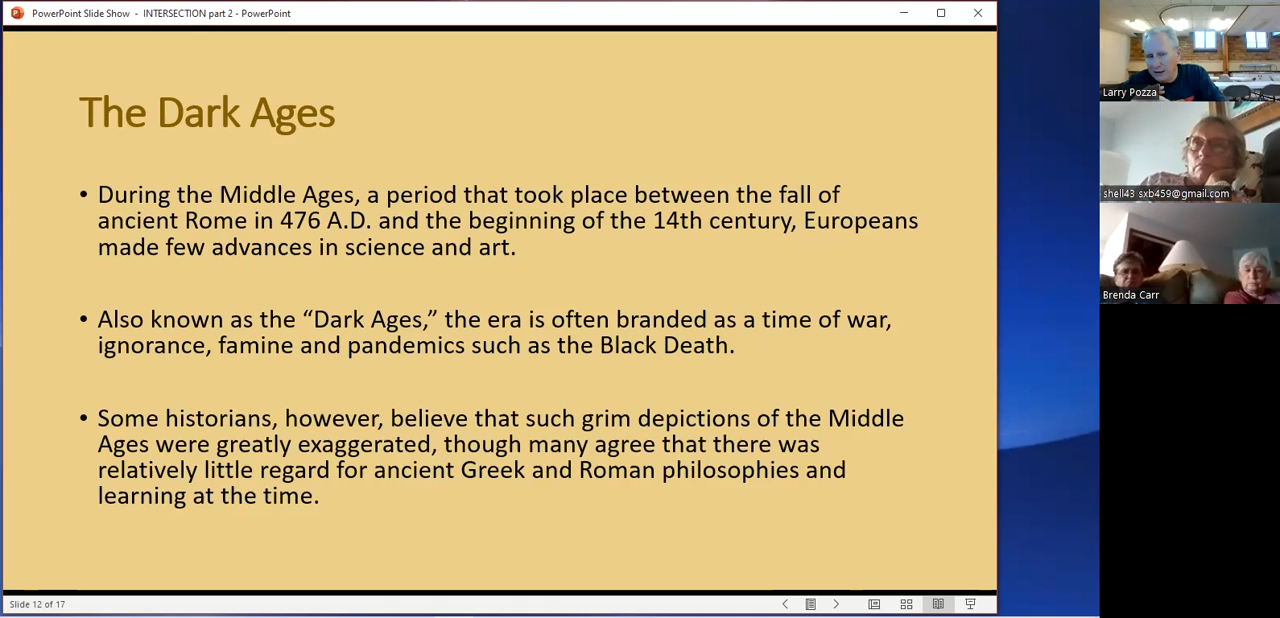 PowerPoint Slide Show - INTERSECTION part 2 - PowerPoint
The Dark Ages
• During the Middle Ages, a period that took place between the fall of
ancient Rome in 476 A.D. and the beginning of the 14th century, Europeans
made few advances in science and art.
• Also known as the “Dark Ages,” the era is often branded as a time of war,
ignorance, famine and pandemics such as the Black Death.
• Some historians, however, believe that such grim depictions of the Middle
Ages were greatly exaggerated, though many agree that there was
relatively little regard for ancient Greek and Roman philosophies and
learning at the time.
Slide 12 of 17
Larry Pozza
shell43 sxb459@gmail.com
Brenda Carr